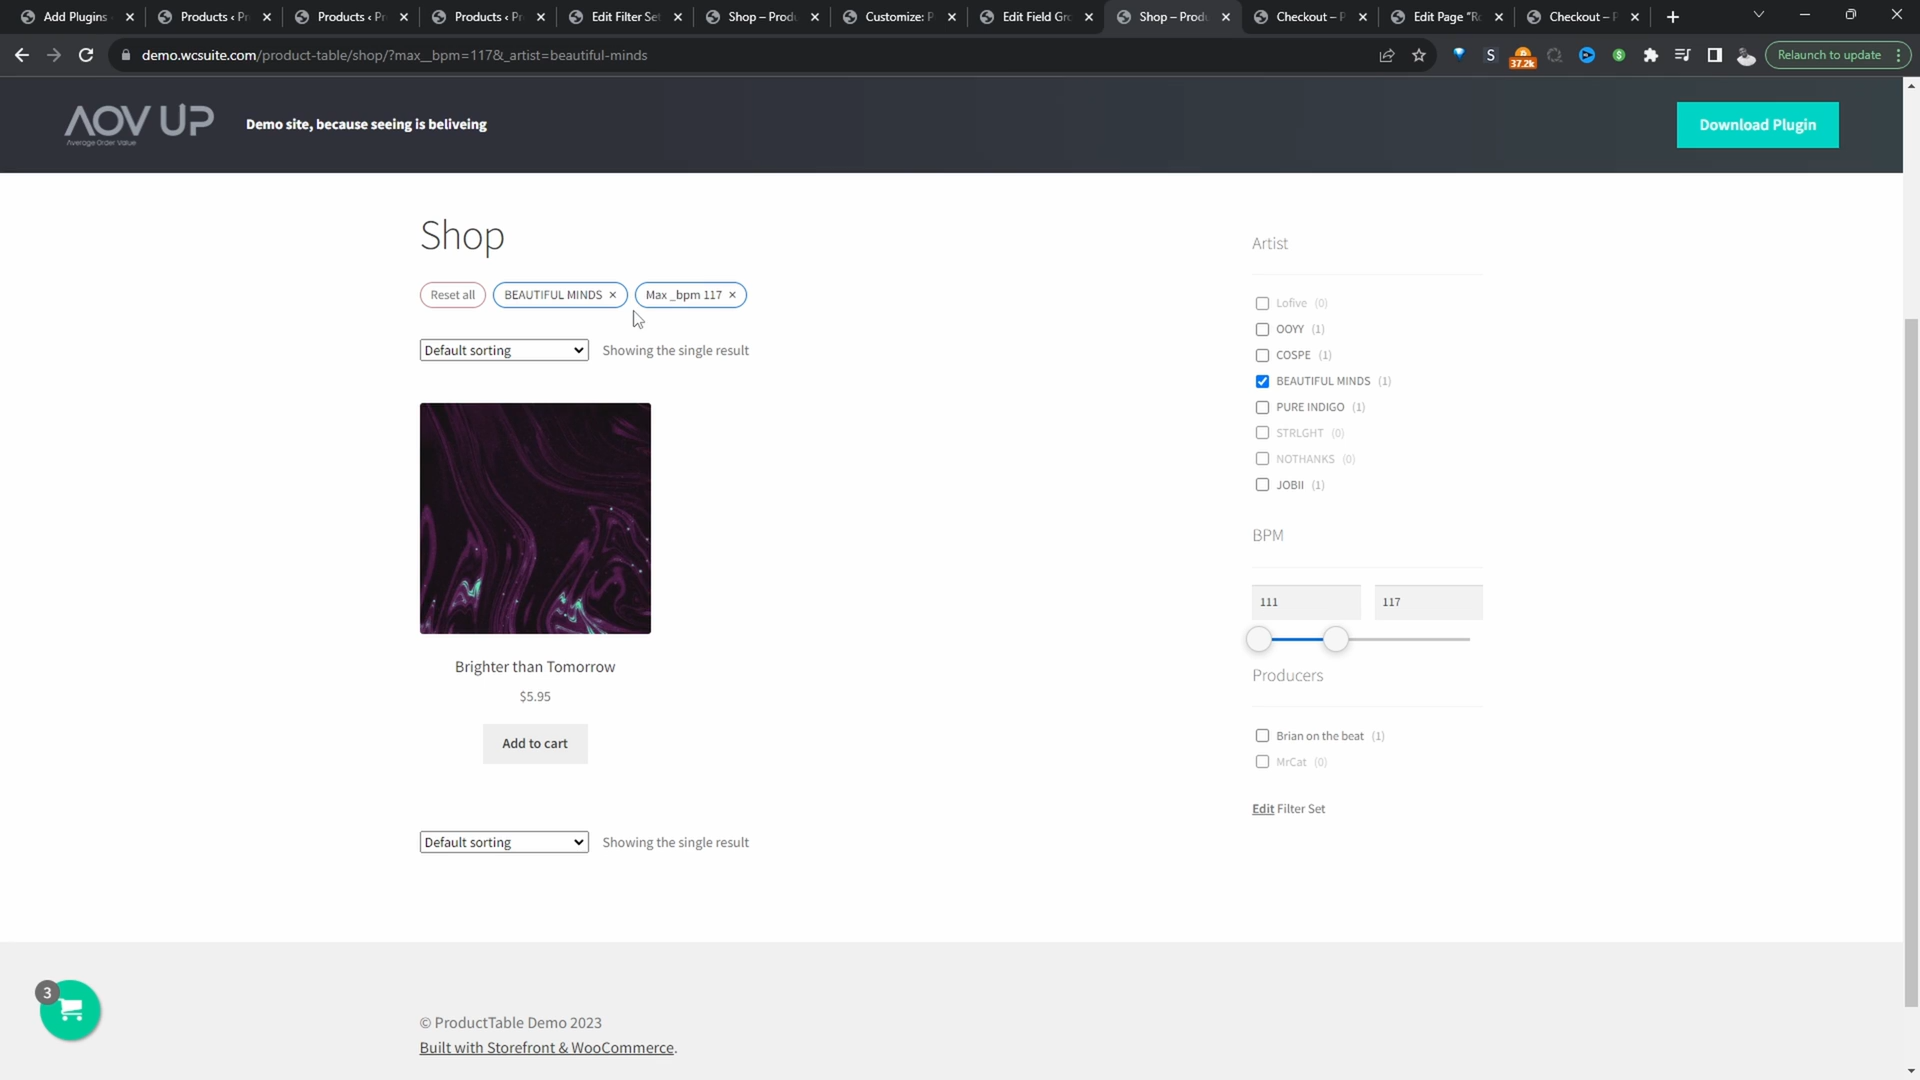 Add Plugins
Products ‹ Pr
Products ‹ Pr
Products ‹ Pr
Edit Filter Set
Shop – Produ
Customize: P
Edit Field Gro
Shop – Produ
Checkout – P
Edit Page "Ro
Checkout – P
demo.wcsuite.com/product-table/shop/?max__bpm=117&_artist=beautiful-minds
S
37.2k
$
Relaunch to update
AOV UP
Average Order Value
Demo site, because seeing is beliveing
Download Plugin
Shop
Reset all
BEAUTIFUL MINDS ×
Max _bpm 117 ×
Default sorting
Showing the single result
Brighter than Tomorrow
$5.95
Add to cart
Default sorting
Showing the single result
Artist
Lofive (0)
OOYY (1)
COSPE (1)
BEAUTIFUL MINDS (1)
PURE INDIGO (1)
STRLGHT (0)
NOTHANKS (0)
JOBII (1)
BPM
111
117
Producers
Brian on the beat (1)
MrCat (0)
Edit Filter Set
3
© ProductTable Demo 2023
Built with Storefront & WooCommerce.